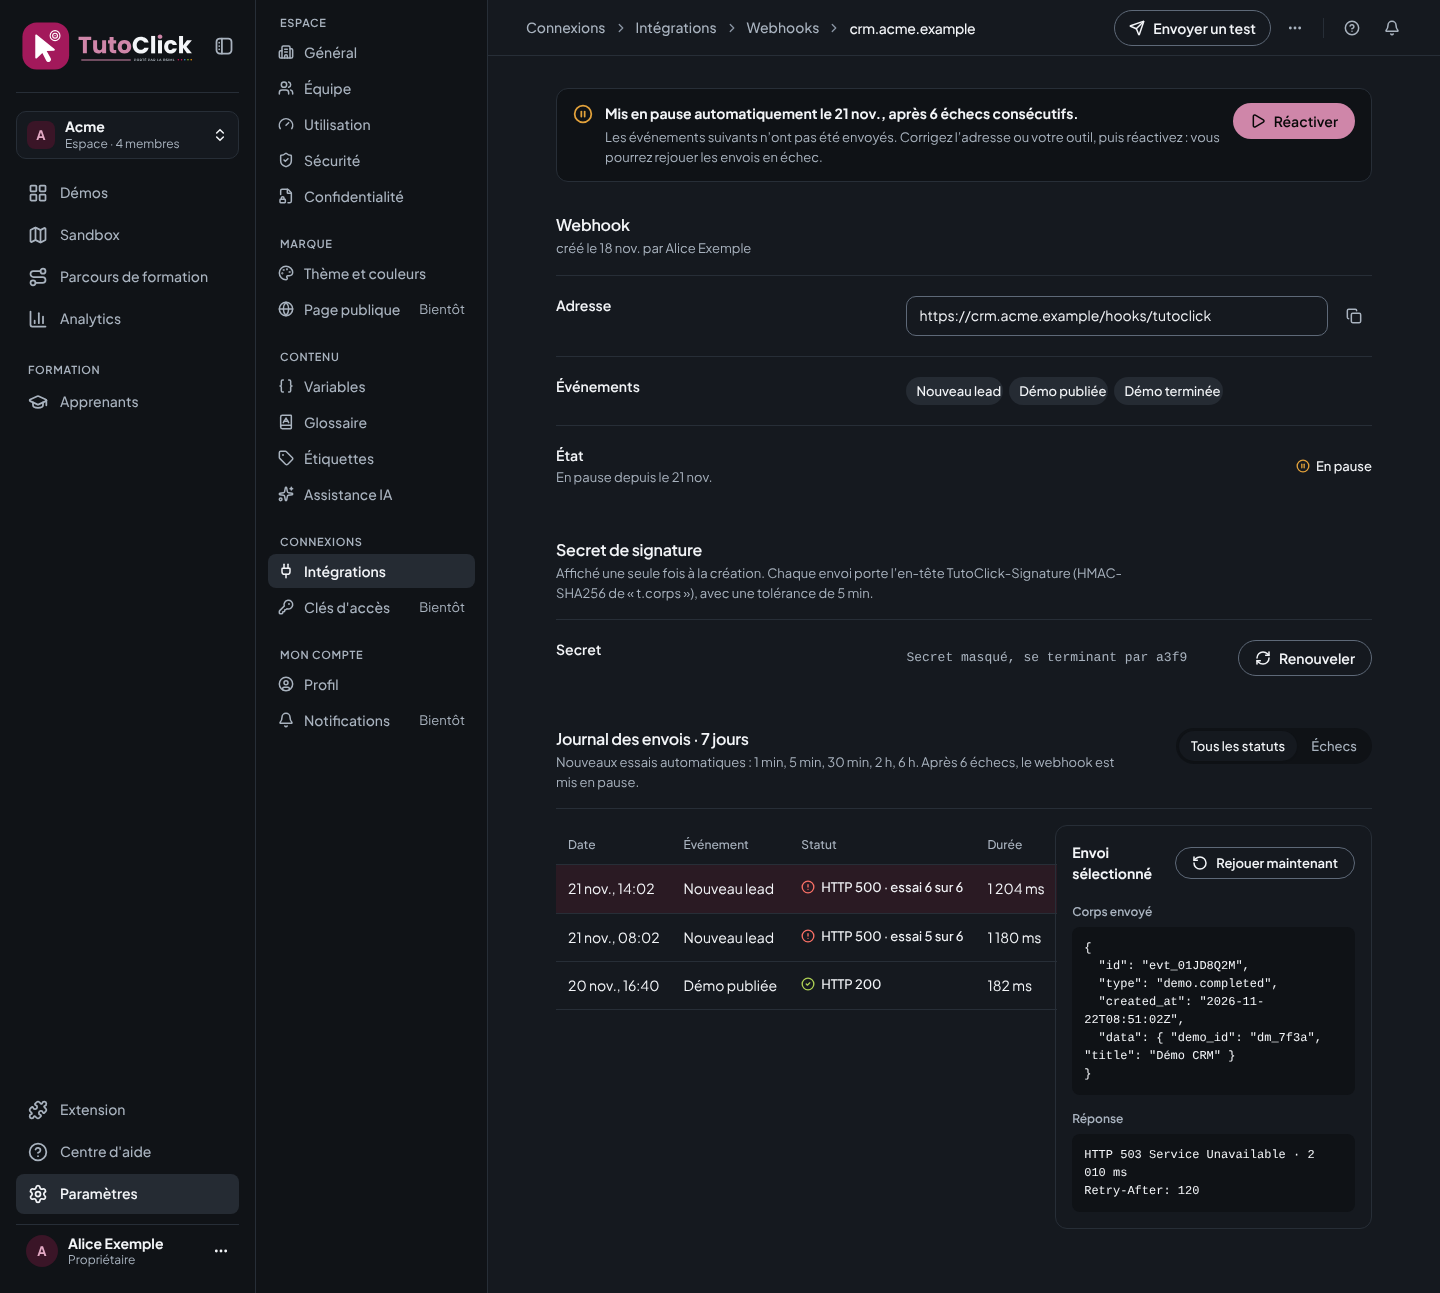 TutoClick
Acme
A
Espace · 4 membres
Démos
Sandbox
Parcours de formation
Analytics
FORMATION
Apprenants
Extension
Centre d'aide
Paramètres
A
Alice Exemple
Propriétaire
ESPACE
Général
Équipe
Utilisation
Sécurité
Confidentialité
MARQUE
Thème et couleurs
Page publique Bientôt
CONTENU
Variables
Glossaire
Étiquettes
Assistance IA
CONNEXIONS
Intégrations
Clés d'accès Bientôt
MON COMPTE
Profil
Notifications Bientôt
Connexions > Intégrations > Webhooks > crm.acme.example
Envoyer un test
Mis en pause automatiquement le 21 nov., après 6 échecs consécutifs.
Les événements suivants n'ont pas été envoyés. Corrigez l'adresse ou votre outil, puis réactivez : vous
pourrez rejouer les envois en échec.
Réactiver
Webhook
créé le 18 nov. par Alice Exemple
Adresse
https://crm.acme.example/hooks/tutoclick
Événements
Nouveau lead Démo publiée Démo terminée
État
En pause depuis le 21 nov.
En pause
Secret de signature
Affiché une seule fois à la création. Chaque envoi porte l'en-tête TutoClick-Signature (HMAC-
SHA256 de « t.corps »), avec une tolérance de 5 min.
Secret
Secret masqué, se terminant par a3f9
Renouveler
Journal des envois · 7 jours
Nouveaux essais automatiques : 1 min, 5 min, 30 min, 2 h, 6 h. Après 6 échecs, le webhook est
mis en pause.
Tous les statuts Échecs
Date Événement Statut Durée
21 nov., 14:02 Nouveau lead HTTP 500 · essai 6 sur 6 1 204 ms
21 nov., 08:02 Nouveau lead HTTP 500 · essai 5 sur 6 1 180 ms
20 nov., 16:40 Démo publiée HTTP 200 182 ms
Envoi
sélectionné
Rejouer maintenant
Corps envoyé
{
"id": "evt_01JD8Q2M",
"type": "demo.completed",
"created_at": "2026-11-
22T08:51:02Z",
"data": { "demo_id": "dm_7f3a",
"title": "Démo CRM" }
}
Réponse
HTTP 503 Service Unavailable · 2
010 ms
Retry-After: 120